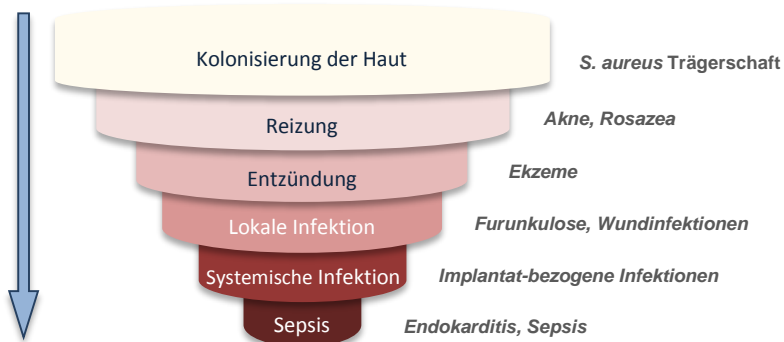 Kolonisierung der Haut
S. aureus Trägerschaft
Reizung
Akne, Rosazea
Entzündung
Ekzeme
Lokale Infektion
Furunkulose, Wundinfektionen
Systemische Infektion
Implantat-bezogene Infektionen
Sepsis
Endokarditis, Sepsis